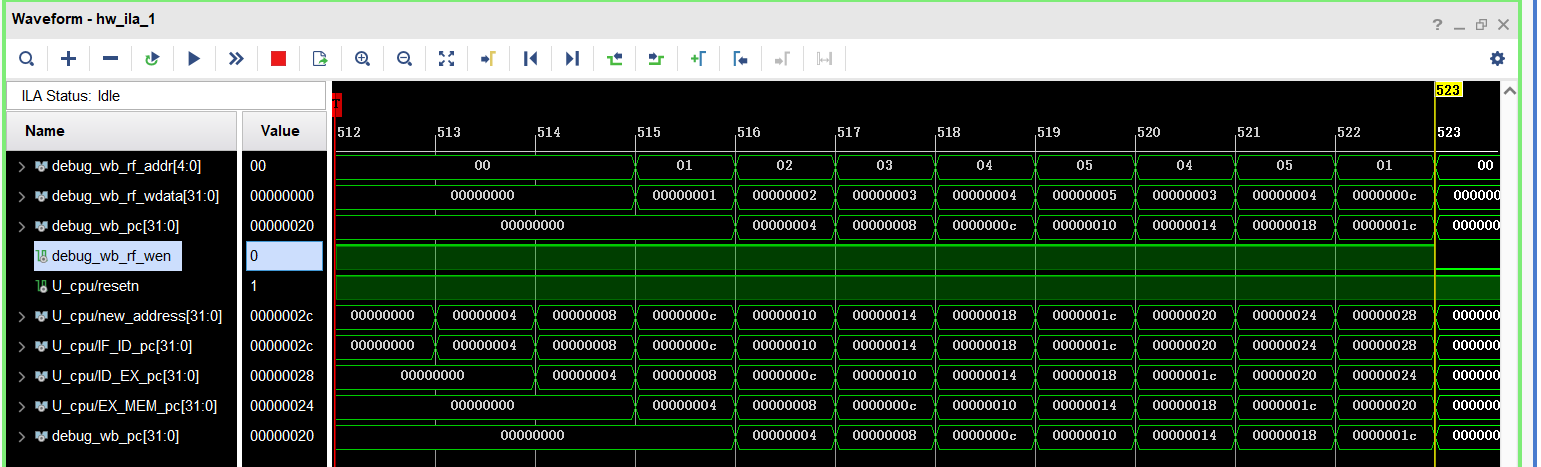 Waveform - hw_ila_1
ILA Status: Idle
523
Name Value
512 513 514 515 516 517 518 519 520 521 522 523
debug_wb_rf_addr[4:0] 00 00 01 02 03 04 05 04 05 01 00
debug_wb_rf_wdata[31:0] 00000000 00000000 00000001 00000002 00000003 00000004 00000005 00000003 00000004 0000000c 000000
debug_wb_pc[31:0] 00000020 00000000 00000004 00000008 0000000c 00000010 00000014 00000018 0000001c 000000
debug_wb_rf_wen 0
U_cpu/resetn 1
U_cpu/new_address[31:0] 0000002c 00000000 00000004 00000008 0000000c 00000010 00000014 00000018 0000001c 00000020 00000024 00000028 000000
U_cpu/IF_ID_pc[31:0] 0000002c 00000000 00000004 00000008 0000000c 00000010 00000014 00000018 0000001c 00000020 00000024 00000028 000000
U_cpu/ID_EX_pc[31:0] 00000028 00000000 00000004 00000008 0000000c 00000010 00000014 00000018 0000001c 00000020 00000024 000000
U_cpu/EX_MEM_pc[31:0] 00000024 00000000 00000004 00000008 0000000c 00000010 00000014 00000018 0000001c 00000020 000000
debug_wb_pc[31:0] 00000020 00000000 00000004 00000008 0000000c 00000010 00000014 00000018 0000001c 000000